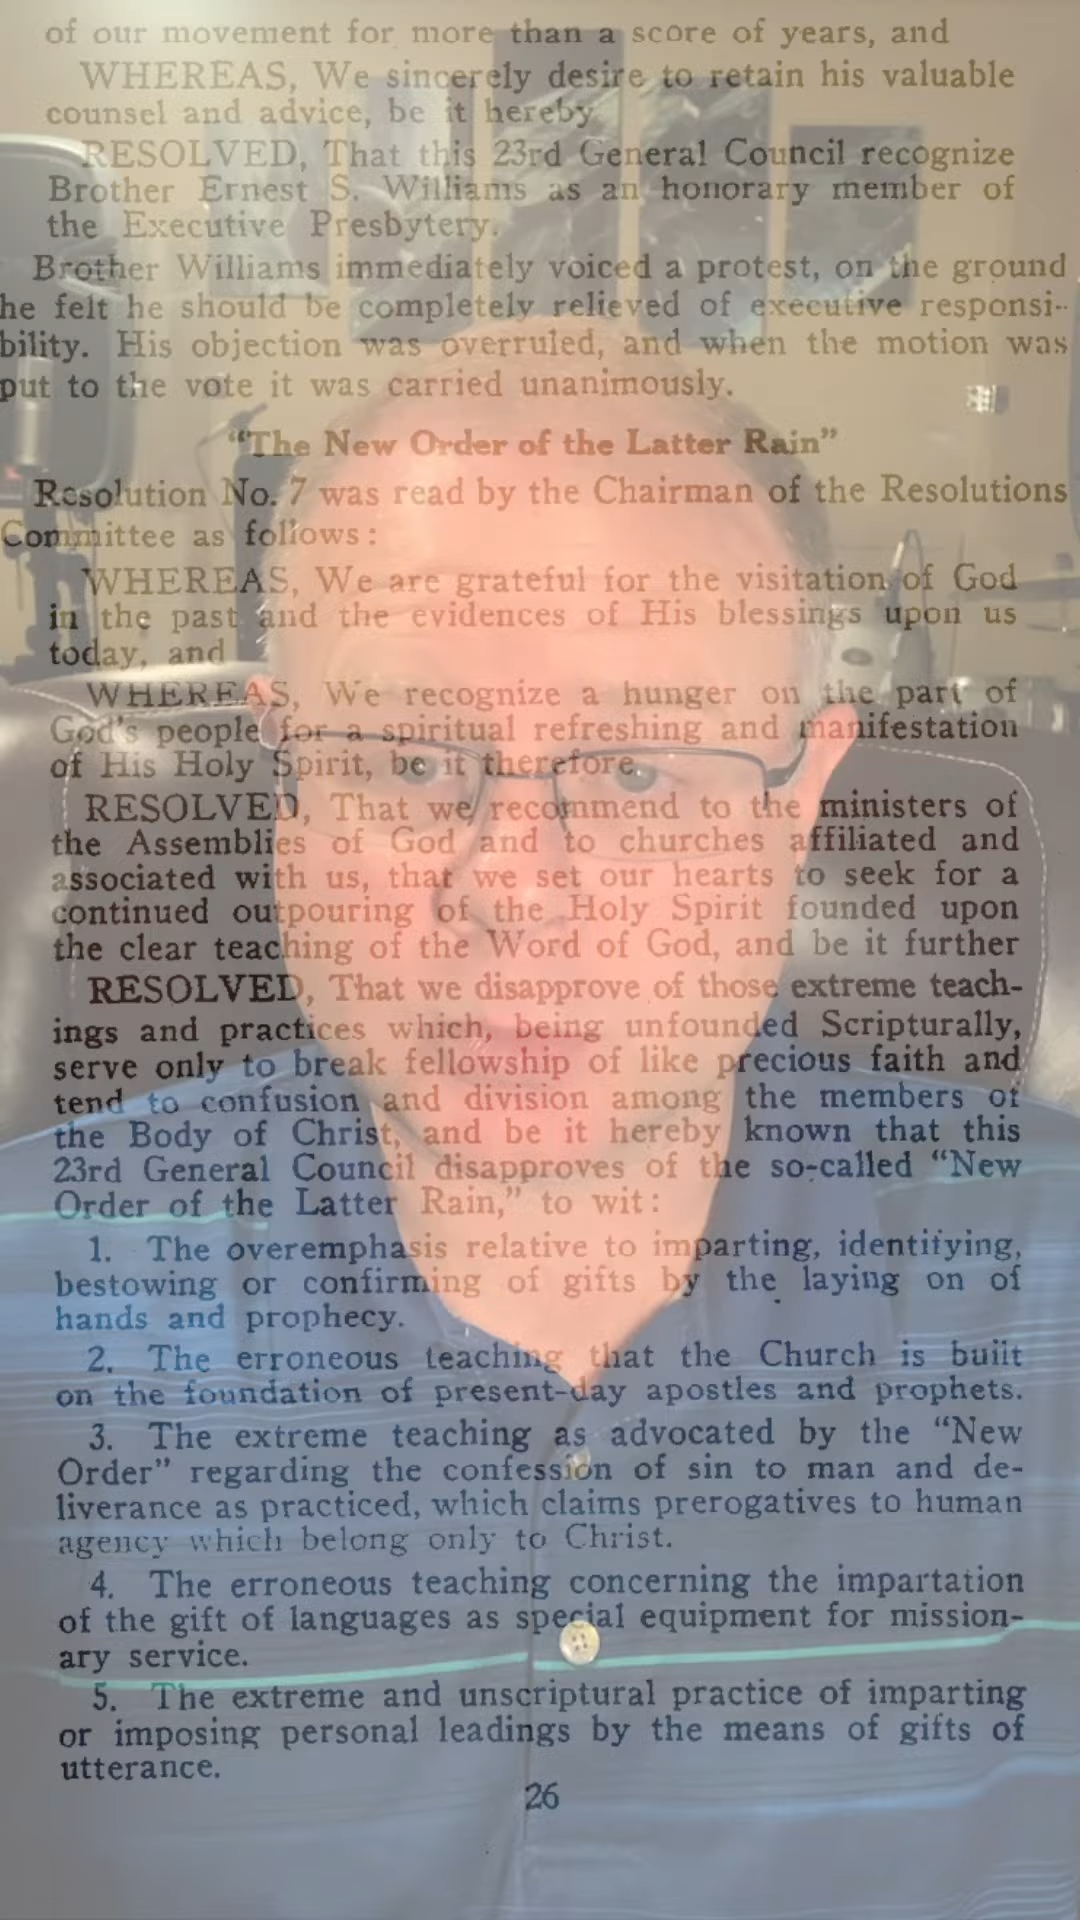 of our movement for more than a score of years, and
WHEREAS, We sincerely desire to retain his valuable
counsel and advice, be it hereby
RESOLVED, That this 23rd General Council recognize
Brother Ernest S. Williams as an honorary member of
the Executive Presbytery.
Brother Williams immediately voiced a protest, on the ground
he felt he should be completely relieved of executive responsi-
bility. His objection was overruled, and when the motion was
put to the vote it was carried unanimously.
“The New Order of the Latter Rain”
Resolution No. 7 was read by the Chairman of the Resolutions
Committee as follows:
WHEREAS, We are grateful for the visitation of God
in the past and the evidences of His blessings upon us
today, and
WHEREAS, We recognize a hunger on the part of
God's people for a spiritual refreshing and manifestation
of His Holy Spirit, be it therefore
RESOLVED, That we recommend to the ministers of
the Assemblies of God and to churches affiliated and
associated with us, that we set our hearts to seek for a
continued outpouring of the Holy Spirit founded upon
the clear teaching of the Word of God, and be it further
RESOLVED, That we disapprove of those extreme teach-
ings and practices which, being unfounded Scripturally,
serve only to break fellowship of like precious faith and
tend to confusion and division among the members of
the Body of Christ, and be it hereby known that this
23rd General Council disapproves of the so-called “New
Order of the Latter Rain,” to wit:
1. The overemphasis relative to imparting, identifying,
bestowing or confirming of gifts by the laying on of
hands and prophecy.
2. The erroneous teaching that the Church is built
on the foundation of present-day apostles and prophets.
3. The extreme teaching as advocated by the “New
Order” regarding the confession of sin to man and de-
liverance as practiced, which claims prerogatives to human
agency which belong only to Christ.
4. The erroneous teaching concerning the impartation
of the gift of languages as special equipment for mission-
ary service.
5. The extreme and unscriptural practice of imparting
or imposing personal leadings by the means of gifts of
utterance.
26